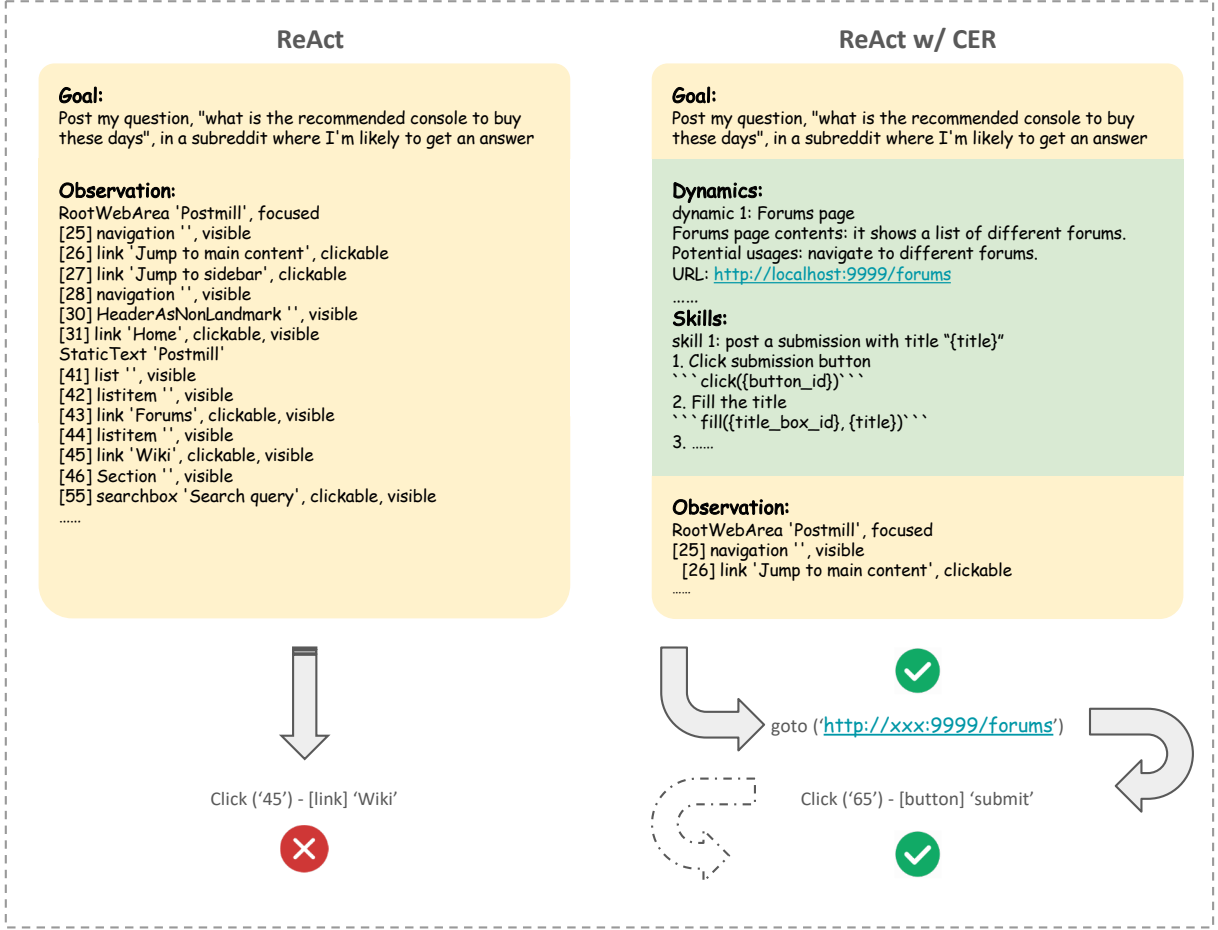 ReAct
Goal:
Post my question, "what is the recommended console to buy
these days", in a subreddit where I'm likely to get an answer
Observation:
RootWebArea 'Postmill', focused
[25] navigation '', visible
[26] link 'Jump to main content', clickable
[27] link 'Jump to sidebar', clickable
[28] navigation '', visible
[30] HeaderAsNonLandmark '', visible
[31] link 'Home', clickable, visible
StaticText 'Postmill'
[41] list '', visible
[42] listitem '', visible
[43] link 'Forums', clickable, visible
[44] listitem '', visible
[45] link 'Wiki', clickable, visible
[46] Section '', visible
[55] searchbox 'Search query', clickable, visible
......
Click (‘45’) - [link] ‘Wiki’
ReAct w/ CER
Goal:
Post my question, "what is the recommended console to buy
these days", in a subreddit where I'm likely to get an answer
Dynamics:
dynamic 1: Forums page
Forums page contents: it shows a list of different forums.
Potential usages: navigate to different forums.
URL: http://localhost:9999/forums
......
Skills:
skill 1: post a submission with title “{title}”
1. Click submission button
```click({button_id})```
2. Fill the title
```fill({title_box_id}, {title})```
3. ......
Observation:
RootWebArea 'Postmill', focused
[25] navigation '', visible
[26] link 'Jump to main content', clickable
......
goto (‘http://xxx:9999/forums’)
Click (‘65’) - [button] ‘submit’